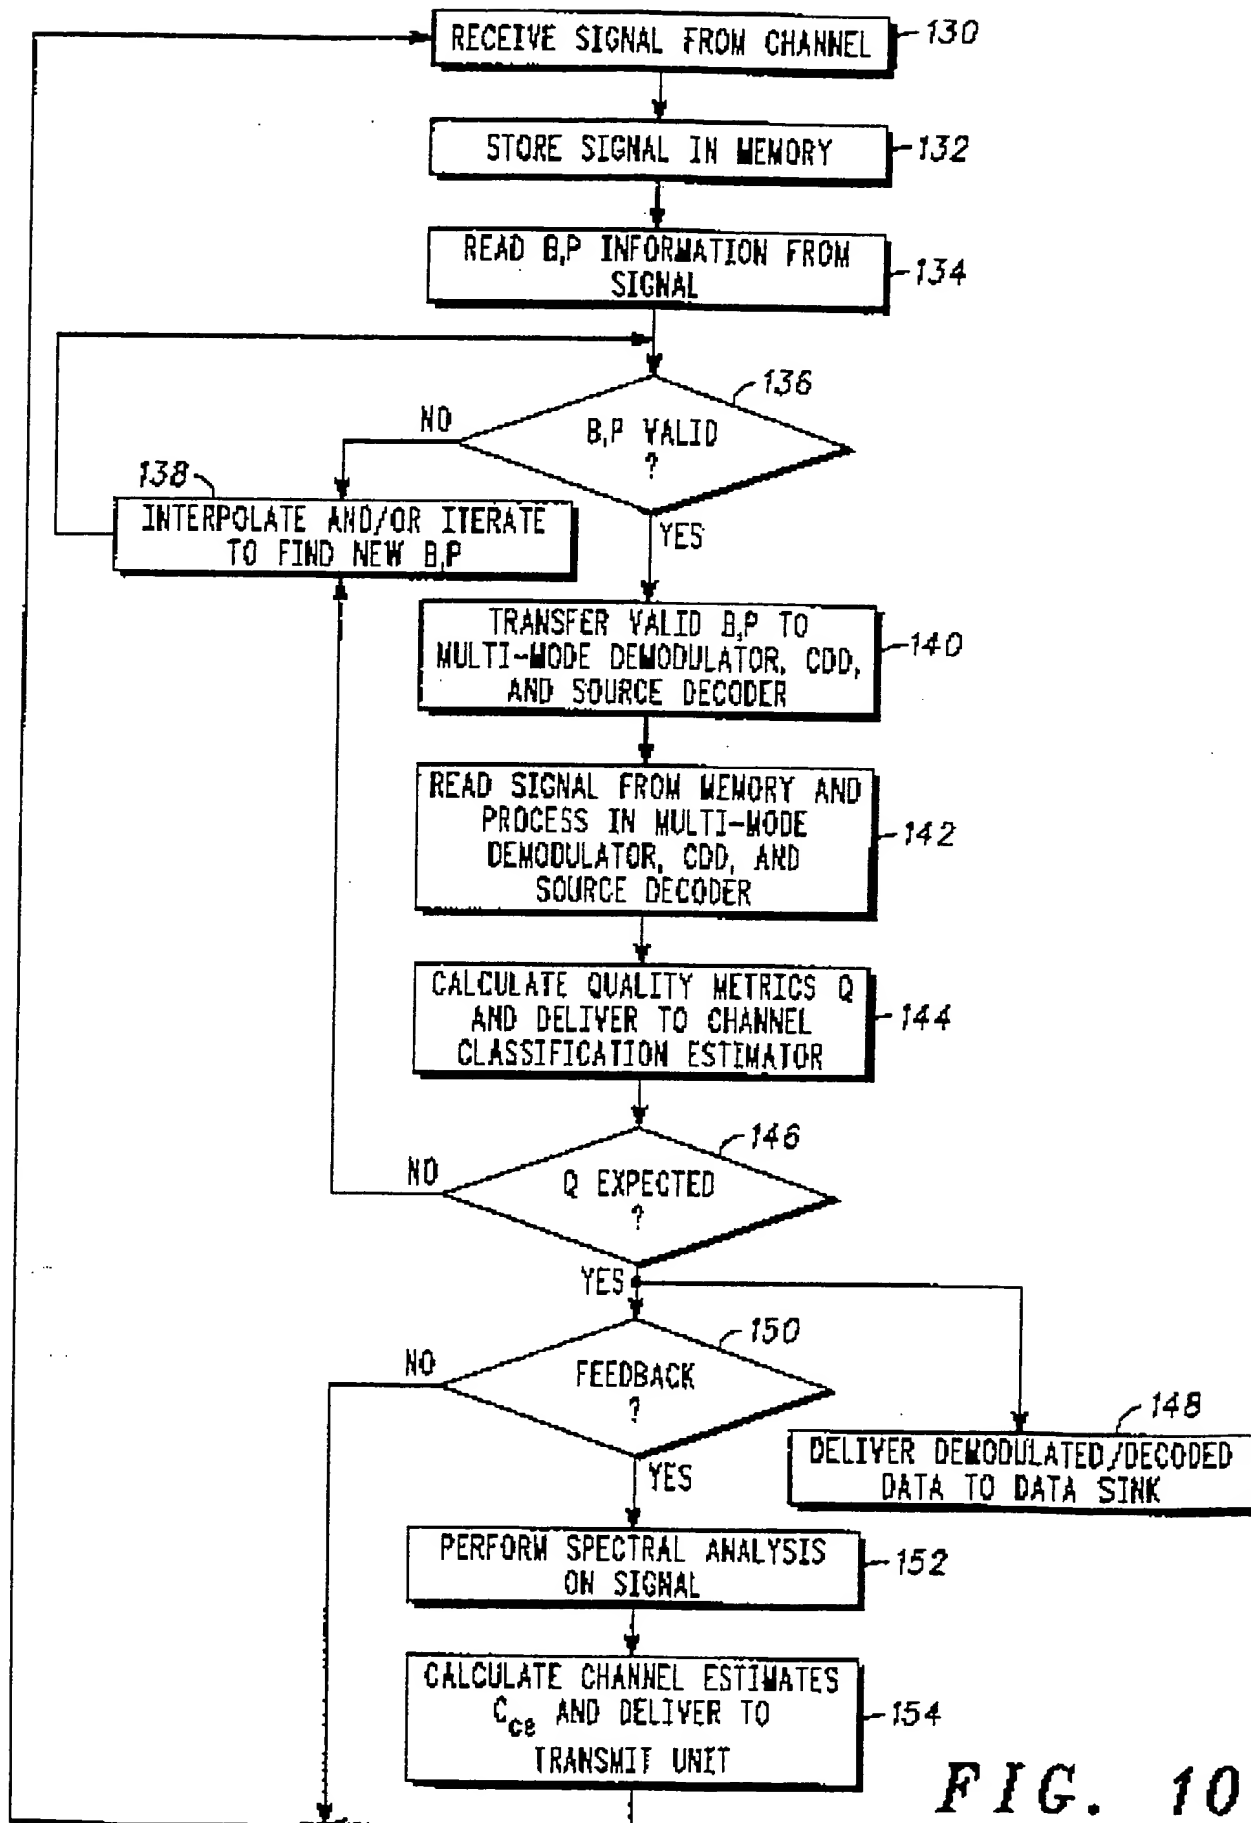 RECEIVE SIGNAL FROM CHANNEL
130
STORE SIGNAL IN MEMORY
132
READ B,P INFORMATION FROM
SIGNAL
134
136
NO
B,P VALID
?
138
INTERPOLATE AND/OR ITERATE
TO FIND NEW B,P
YES
TRANSFER VALID B,P TO
MULTI-MODE DEMODULATOR, CDD,
AND SOURCE DECODER
140
READ SIGNAL FROM MEMORY AND
PROCESS IN MULTI-MODE
DEMODULATOR, CDD, AND
SOURCE DECODER
142
CALCULATE QUALITY METRICS Q
AND DELIVER TO CHANNEL
CLASSIFICATION ESTIMATOR
144
146
NO
Q EXPECTED
?
YES
150
NO
FEEDBACK
?
148
DELIVER DEMODULATED/DECODED
DATA TO DATA SINK
YES
PERFORM SPECTRAL ANALYSIS
ON SIGNAL
152
CALCULATE CHANNEL ESTIMATES
Cce AND DELIVER TO
TRANSMIT UNIT
154
FIG. 10